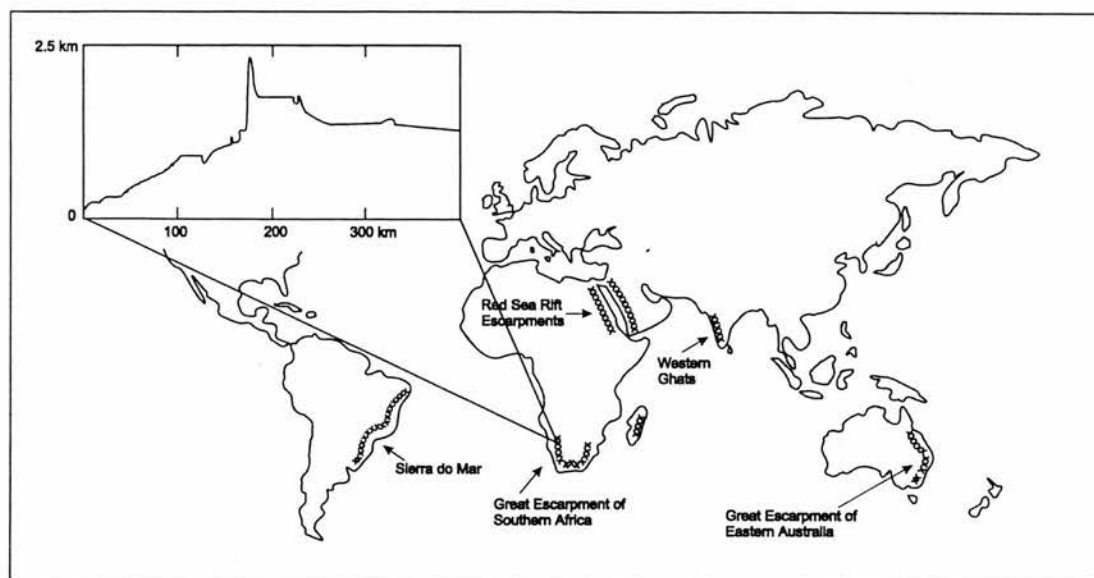 2.5 km
0
100
200
300 km
Red Sea Rift
Escarpments
Western
Ghats
Sierra do Mar
Great Escarpment of
Southern Africa
Great Escarpment of
Eastern Australia